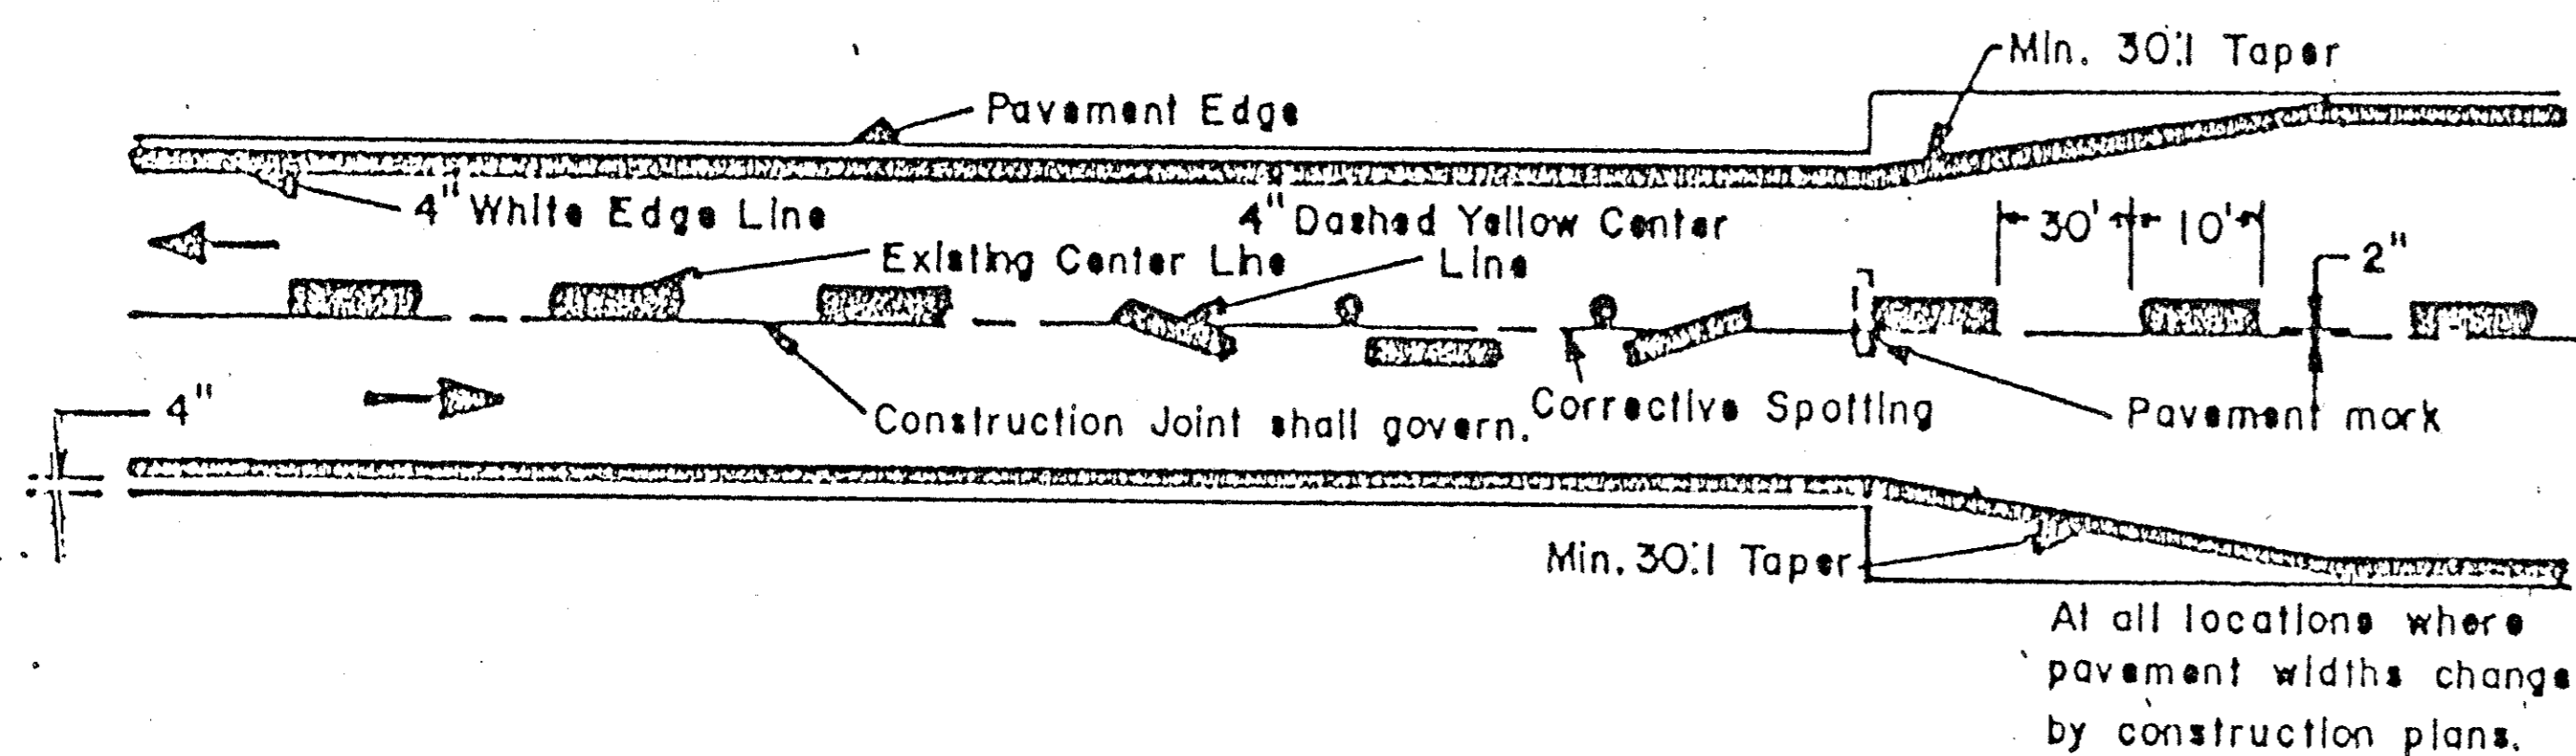 Min. 30:1 Taper
Pavement Edge
4" White Edge Line
4" Dashed Yellow Center
Line
30'
10'
2"
Existing Center Line
4"
Construction Joint shall govern.
Corrective Spotting
Pavement mark
Min. 30:1 Taper
At all locations where
pavement widths change
by construction plans.